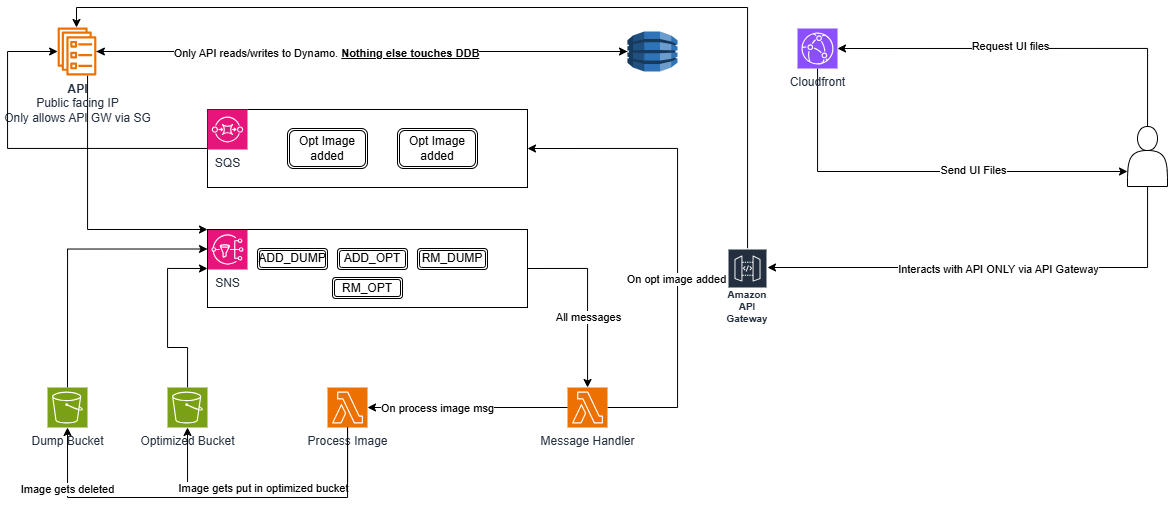 Only API reads/writes to Dynamo. Nothing else touches DDB
Request UI files
Cloudfront
API
Public facing IP
Only allows API GW via SG
Opt Image
added
Opt Image
added
SQS
Send UI Files
ADD_DUMP
ADD_OPT
RM_DUMP
RM_OPT
SNS
On opt image added
Interacts with API ONLY via API Gateway
Amazon
API
Gateway
All messages
On process image msg
Dump Bucket
Optimized Bucket
Process Image
Message Handler
Image gets deleted
Image gets put in optimized bucket